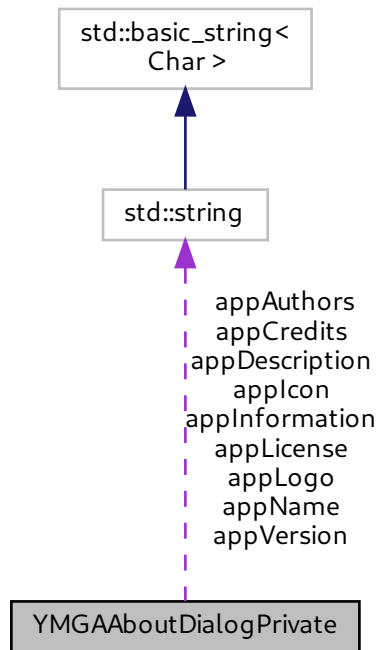 std::basic_string<
Char >
std::string
appAuthors
appCredits
appDescription
appIcon
appInformation
appLicense
appLogo
appName
appVersion
YMGAAboutDialogPrivate